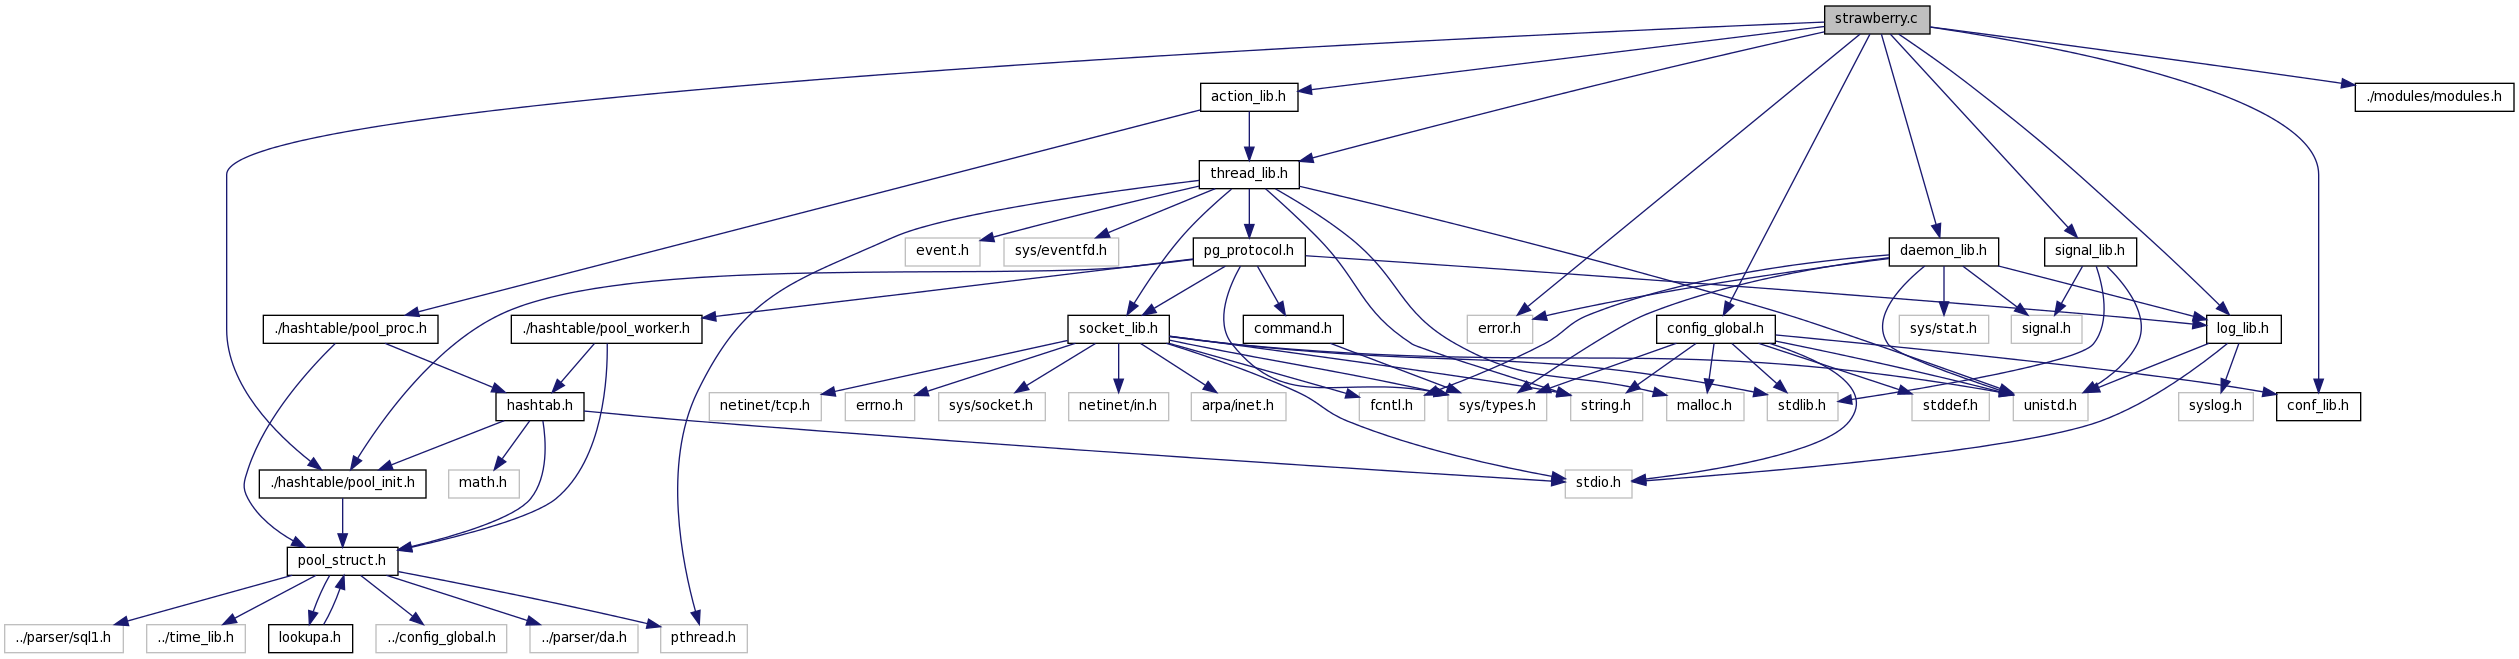 strawberry.c
action_lib.h
./modules/modules.h
thread_lib.h
event.h
sys/eventfd.h
pg_protocol.h
daemon_lib.h
signal_lib.h
./hashtable/pool_proc.h
./hashtable/pool_worker.h
socket_lib.h
command.h
error.h
config_global.h
sys/stat.h
signal.h
log_lib.h
hashtab.h
netinet/tcp.h
errno.h
sys/socket.h
netinet/in.h
arpa/inet.h
fcntl.h
sys/types.h
string.h
malloc.h
stdlib.h
stddef.h
unistd.h
syslog.h
conf_lib.h
./hashtable/pool_init.h
math.h
stdio.h
pool_struct.h
../parser/sql1.h
../time_lib.h
lookupa.h
../config_global.h
../parser/da.h
pthread.h